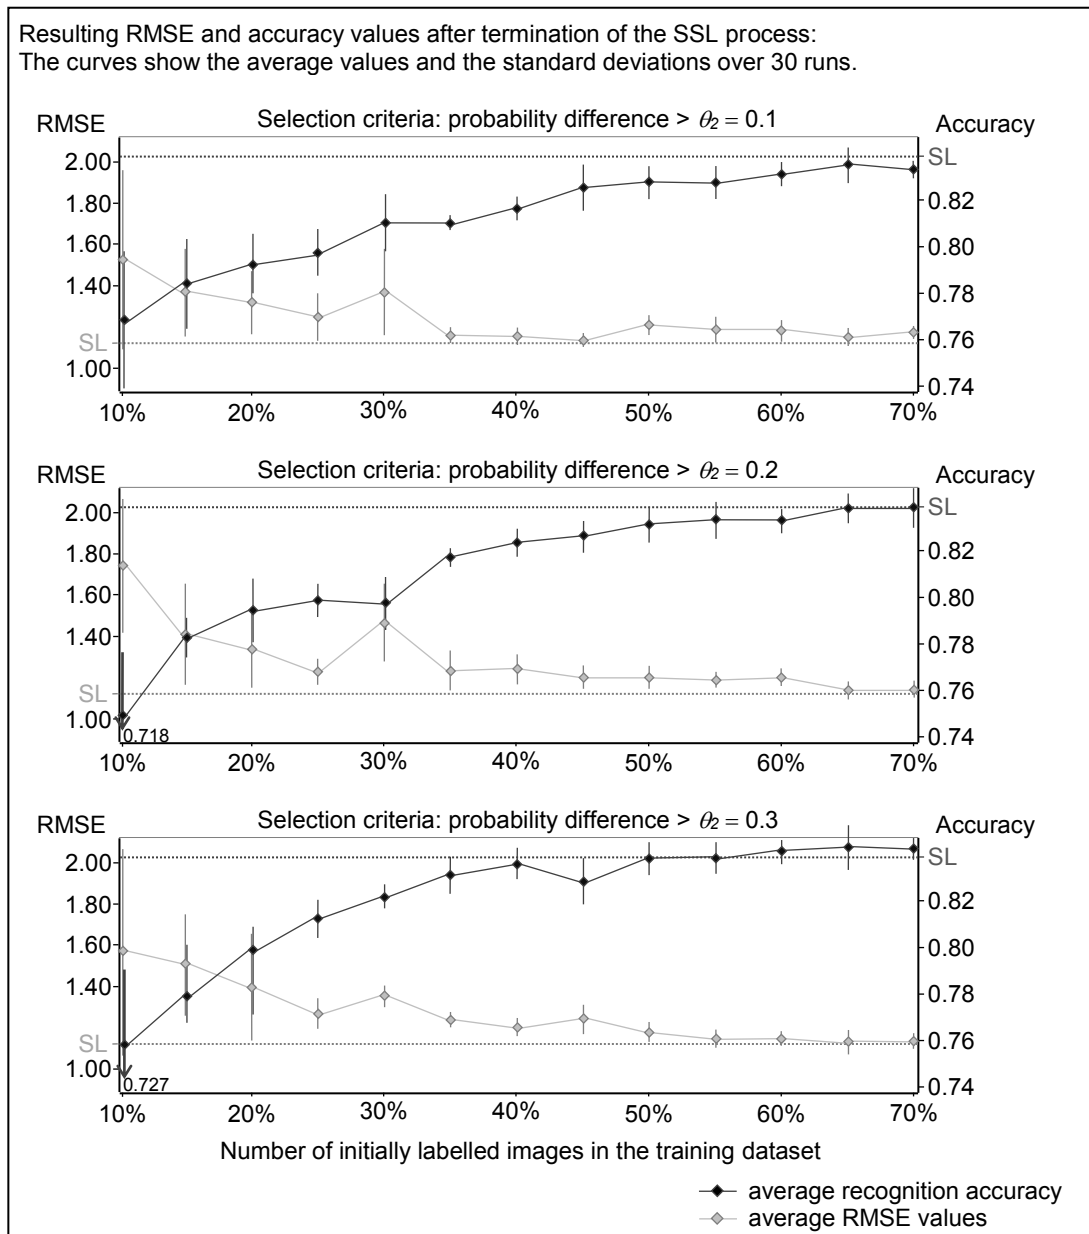 Resulting RMSE and accuracy values after termination of the SSL process:
The curves show the average values and the standard deviations over 30 runs.
RMSE Selection criteria: probability difference > θ2 = 0.1 Accuracy
2.00
1.80
1.60
1.40
SL
1.00
SL
0.82
0.80
0.78
0.76
0.74
10% 20% 30% 40% 50% 60% 70%
RMSE Selection criteria: probability difference > θ2 = 0.2 Accuracy
2.00
1.80
1.60
1.40
SL
1.00
0.718
SL
0.82
0.80
0.78
0.76
0.74
10% 20% 30% 40% 50% 60% 70%
RMSE Selection criteria: probability difference > θ2 = 0.3 Accuracy
2.00
1.80
1.60
1.40
SL
1.00
0.727
SL
0.82
0.80
0.78
0.76
0.74
10% 20% 30% 40% 50% 60% 70%
Number of initially labelled images in the training dataset
average recognition accuracy
average RMSE values